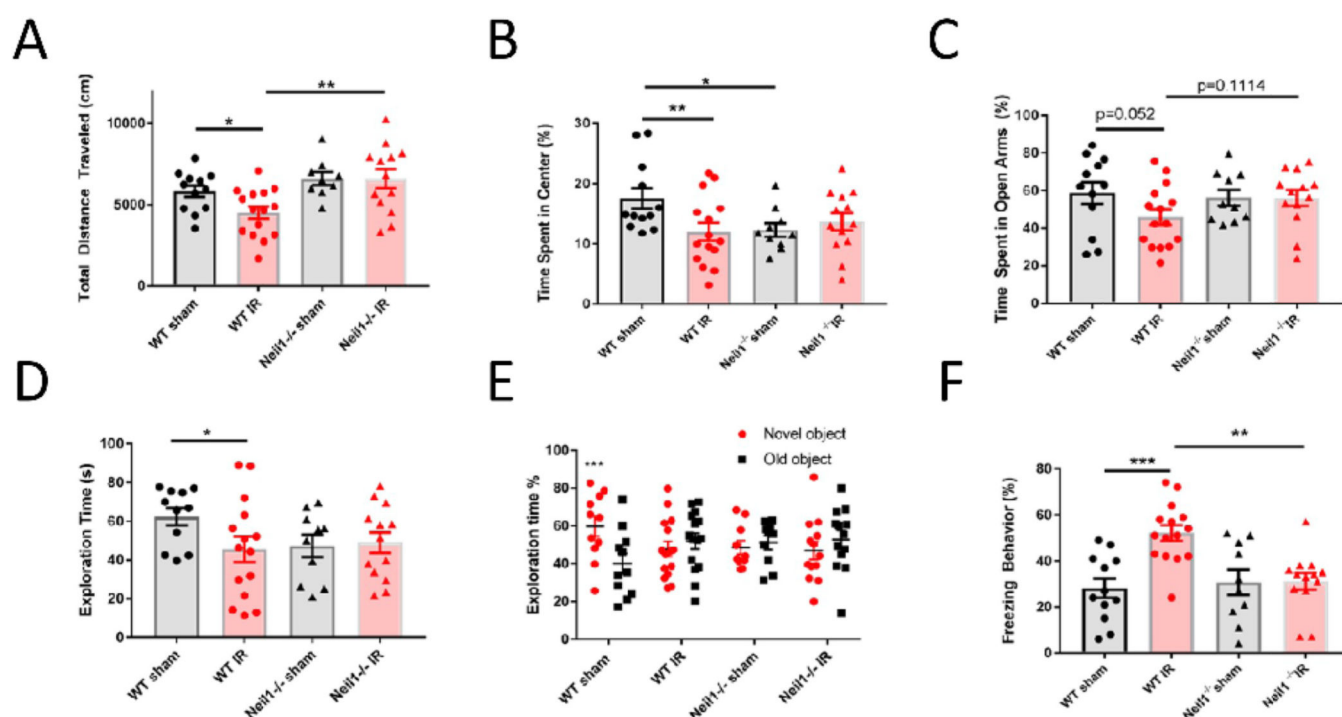 A
Total Distance Traveled (cm)
10000
5000
0
*
**
WT sham
WT IR
Neil1-/- sham
Neil1-/- IR
B
Time Spent in Center (%)
30
20
10
0
*
**
WT sham
WT IR
Neil1-/- sham
Neil1-/-IR
C
Time Spent in Open Arms (%)
100
80
60
40
20
0
p=0.1114
p=0.052
WT sham
WT IR
Neil1-/- sham
Neil1-/-IR
D
Exploration Time (s)
100
80
60
40
20
0
*
WT sham
WT IR
Neil1-/- sham
Neil1-/- IR
E
Exploration time %
100
80
60
40
20
0
Novel object
Old object
***
WT sham
WT IR
Neil1-/- sham
Neil1-/- IR
F
Freezing Behavior (%)
80
60
40
20
0
***
**
WT sham
WT IR
Neil1-/- sham
Neil1-/-IR